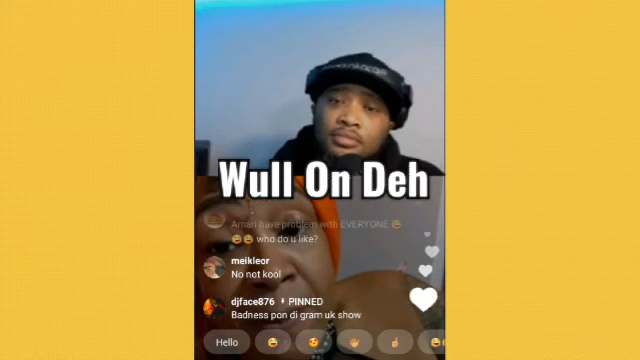 Wull On Deh
Amari have problem with EVERYONE 😂
😂😂 who do u like?
meikleor
No not kool
djface876 PINNED
Badness pon di gram uk show
Hello